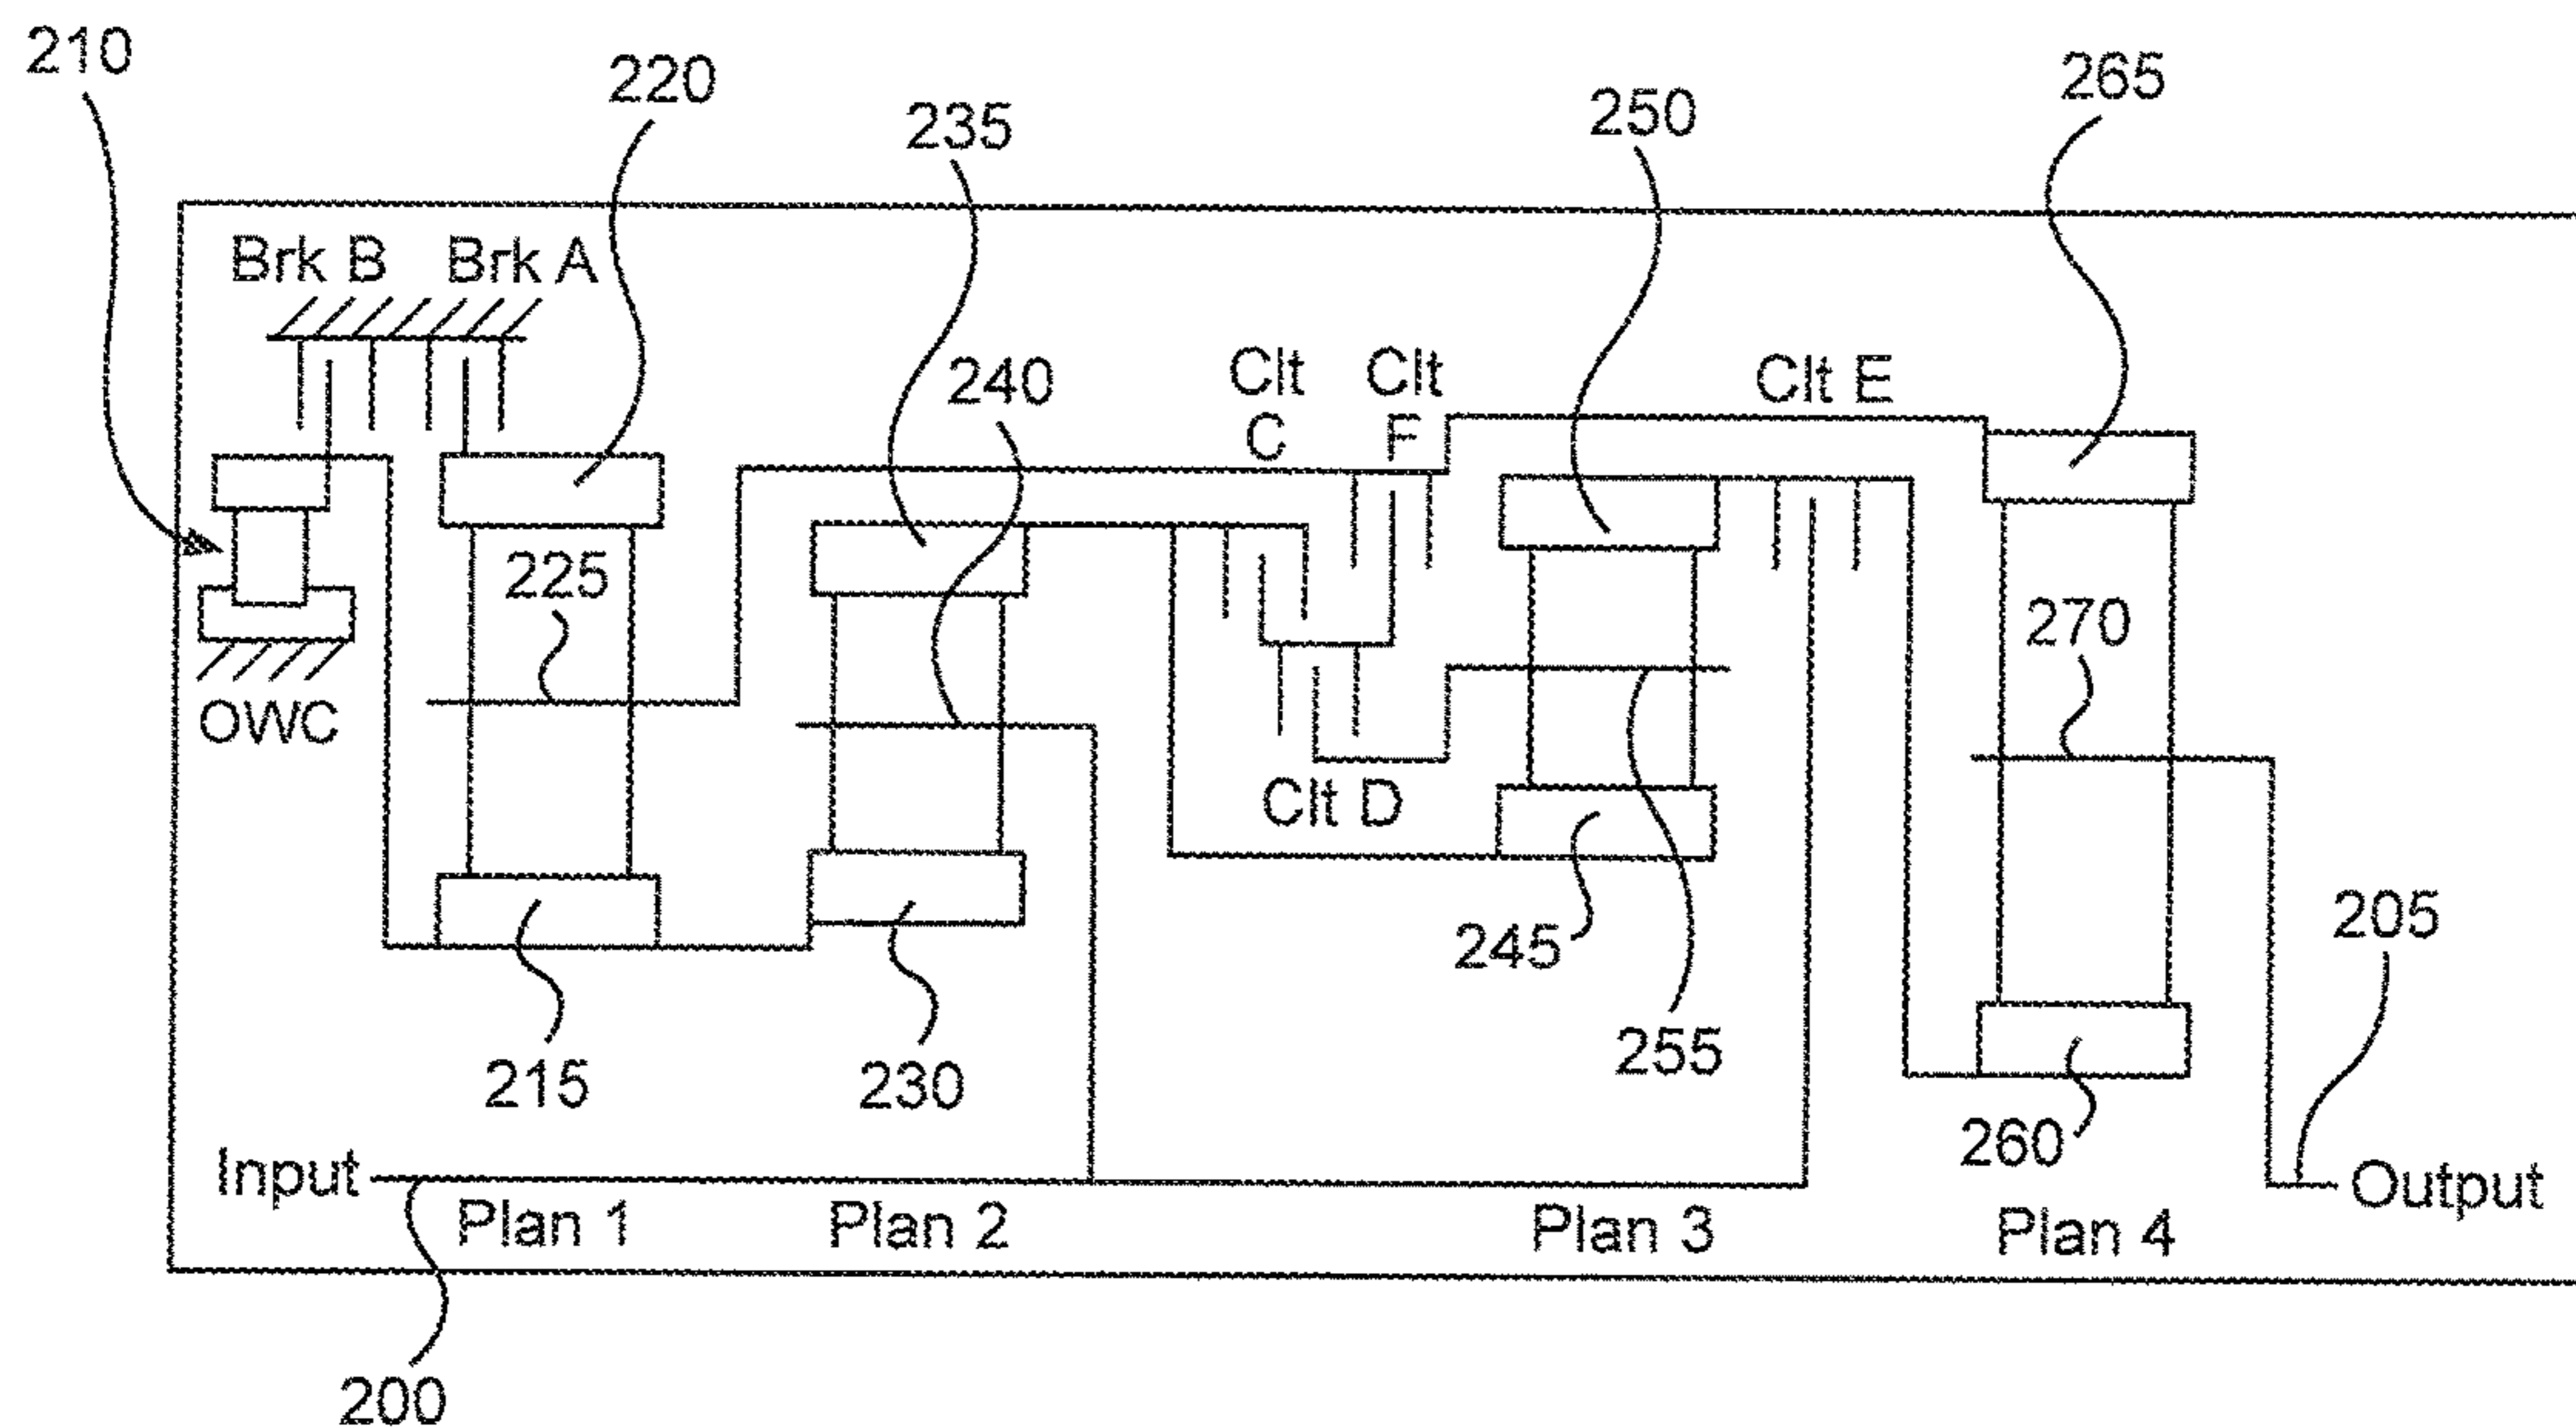 210
220
235
250
265
Brk B
Brk A
240
Clt
C
Clt
F
Clt E
225
270
OWC
Clt D
245
205
255
215
230
260
Input
Output
Plan 1
Plan 2
Plan 3
Plan 4
200